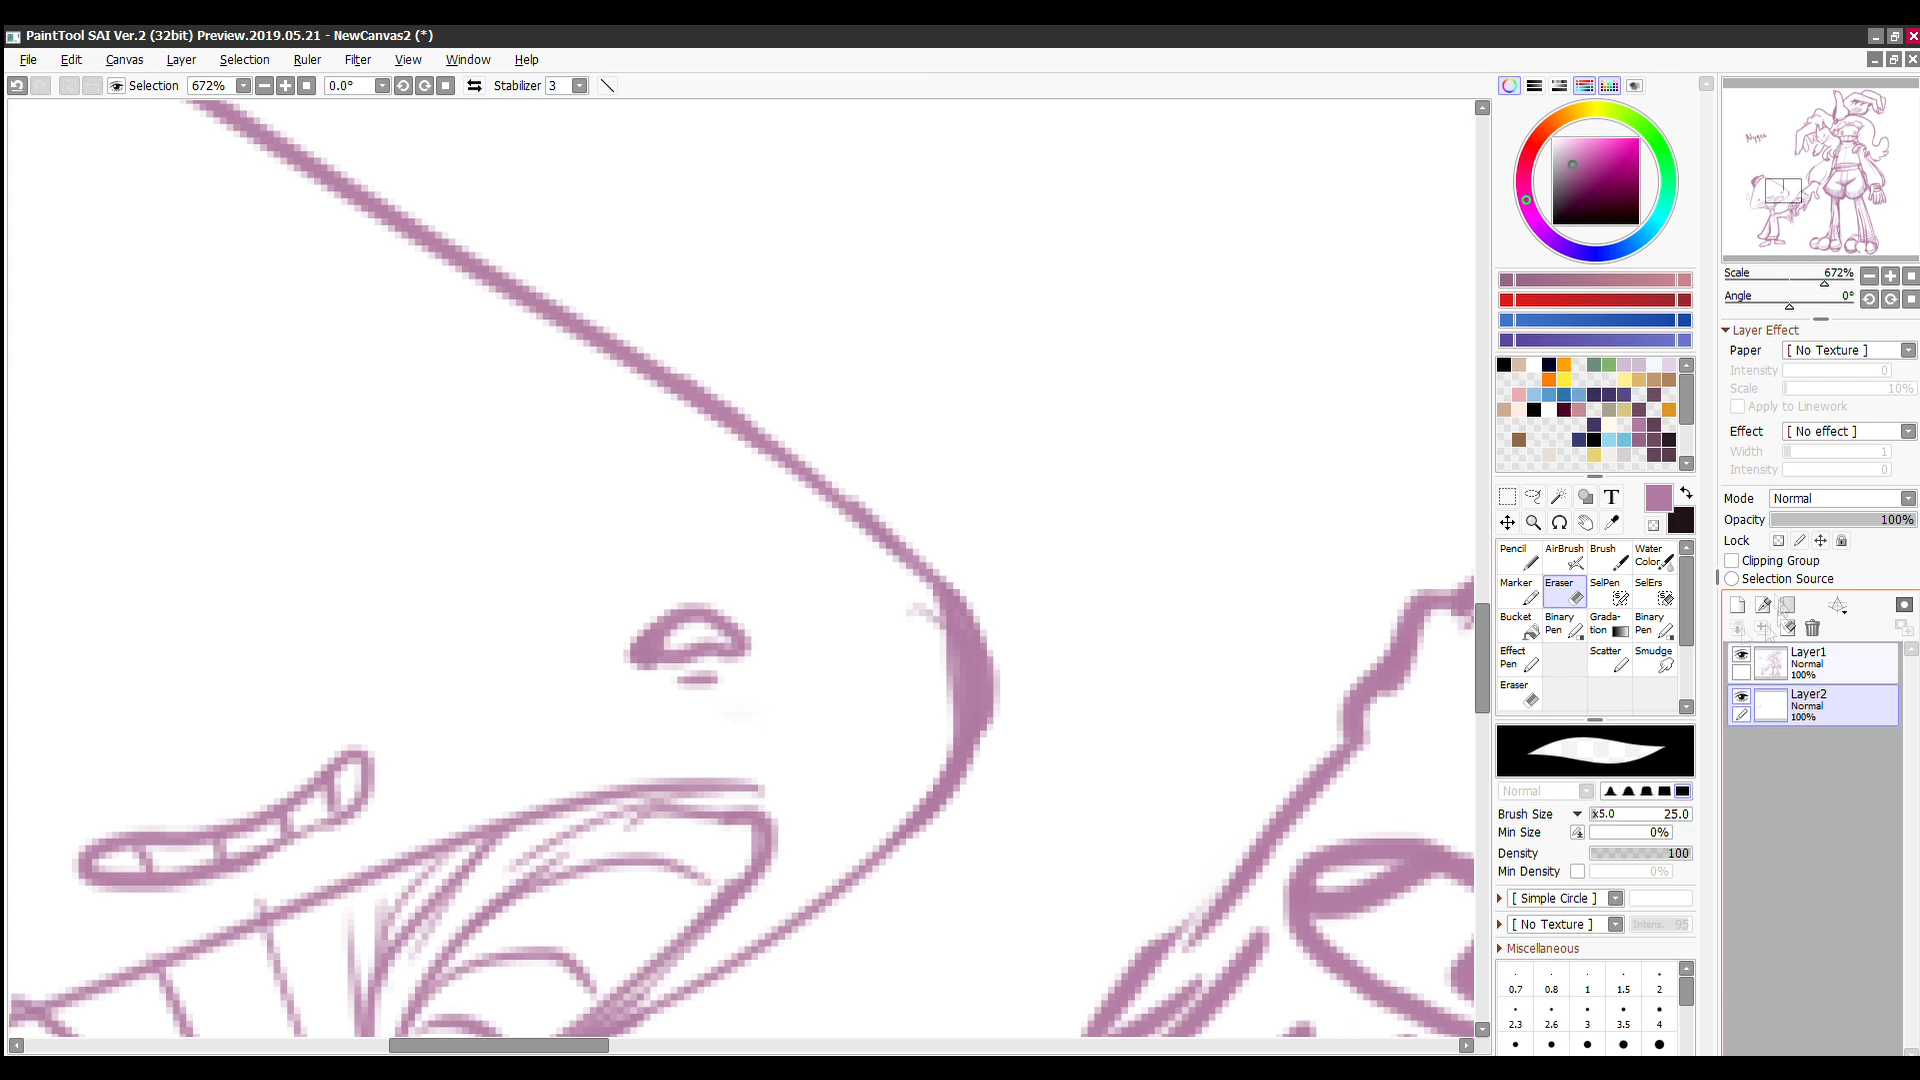 PaintTool SAI Ver.2 (32bit) Preview.2019.05.21 - NewCanvas2 (*)
File Edit Canvas Layer Selection Ruler Filter View Window Help
Selection 672% 0.0° Stabilizer 3
Nyges
Scale 672%
Angle 0°
Layer Effect
Paper [ No Texture ]
Intensity 0
Scale 10%
Apply to Linework
Effect [ No effect ]
Width 1
Intensity 0
Mode Normal
Opacity 100%
Lock
Clipping Group
Selection Source
Layer1
Normal
100%
Layer2
Normal
100%
T
Pencil AirBrush Brush Water Color
Marker Eraser SelPen SelErs
Bucket Binary Pen Grada-tion Binary Pen
Effect Pen Scatter Smudge
Eraser
Normal
Brush Size x5.0 25.0
Min Size 0%
Density 100
Min Density 0%
[ Simple Circle ]
[ No Texture ] Intens. 95
Miscellaneous
0.7 0.8 1 1.5 2
2.3 2.6 3 3.5 4